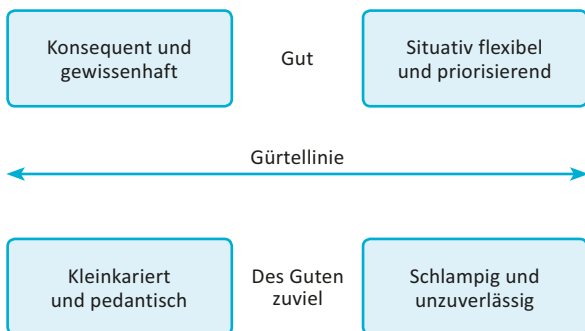 Konsequent und
gewissenhaft
Gut
Situativ flexibel
und priorisierend
Gürtellinie
Kleinkariert
und pedantisch
Des Guten
zuviel
Schlampig und
unzuverlässig